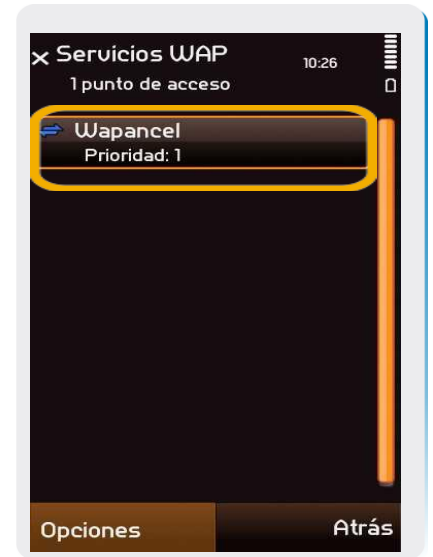 Servicios WAP
10:26
1 punto de acceso
Wapancel
Prioridad: 1
Opciones
Atrás